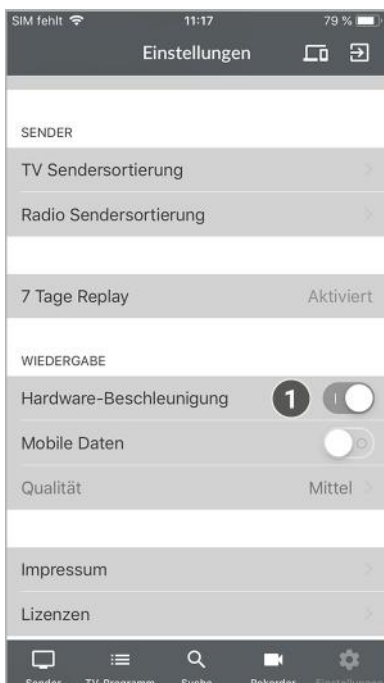 SIM fehlt 11:17 79 %
Einstellungen
SENDER
TV Sendersortierung
Radio Sendersortierung
7 Tage Replay Aktiviert
WIEDERGABE
Hardware-Beschleunigung 1
Mobile Daten
Qualität Mittel
Impressum
Lizenzen
Sender TV Programm Suche Rekorder Einstellungen